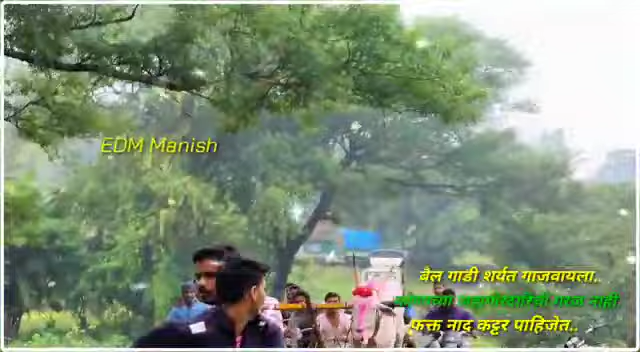 EDM Manish
बैल गाडी शर्यत गाजवायला..
नाही
फक्त नाद कट्टर पाहिजेत..